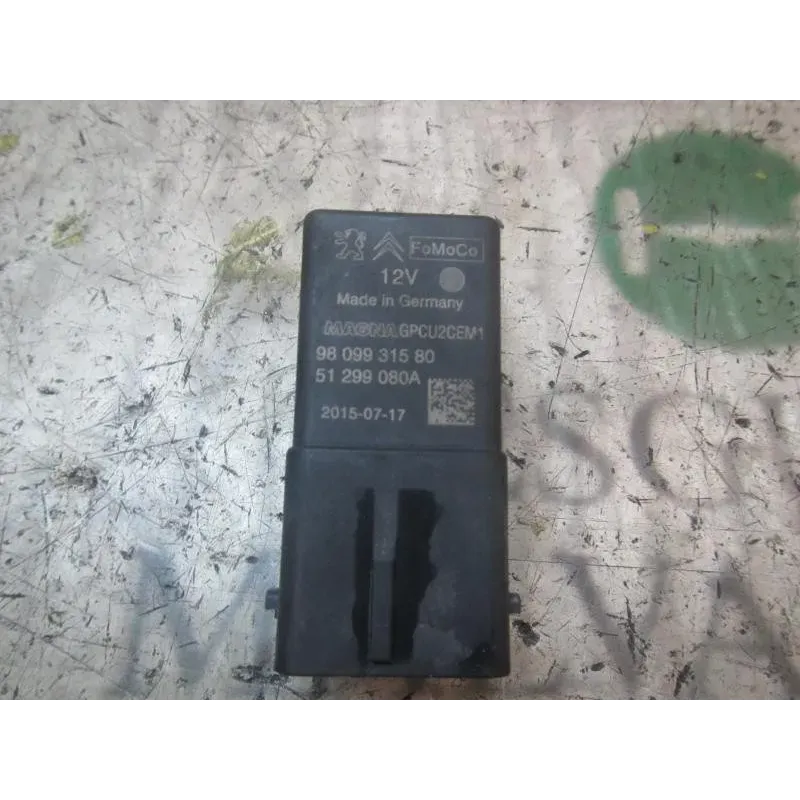 FoMoCo
12V
Made in Germany
MAGNA GPCU2CEM1
98 099 315 80
51 299 080A
2015-07-17